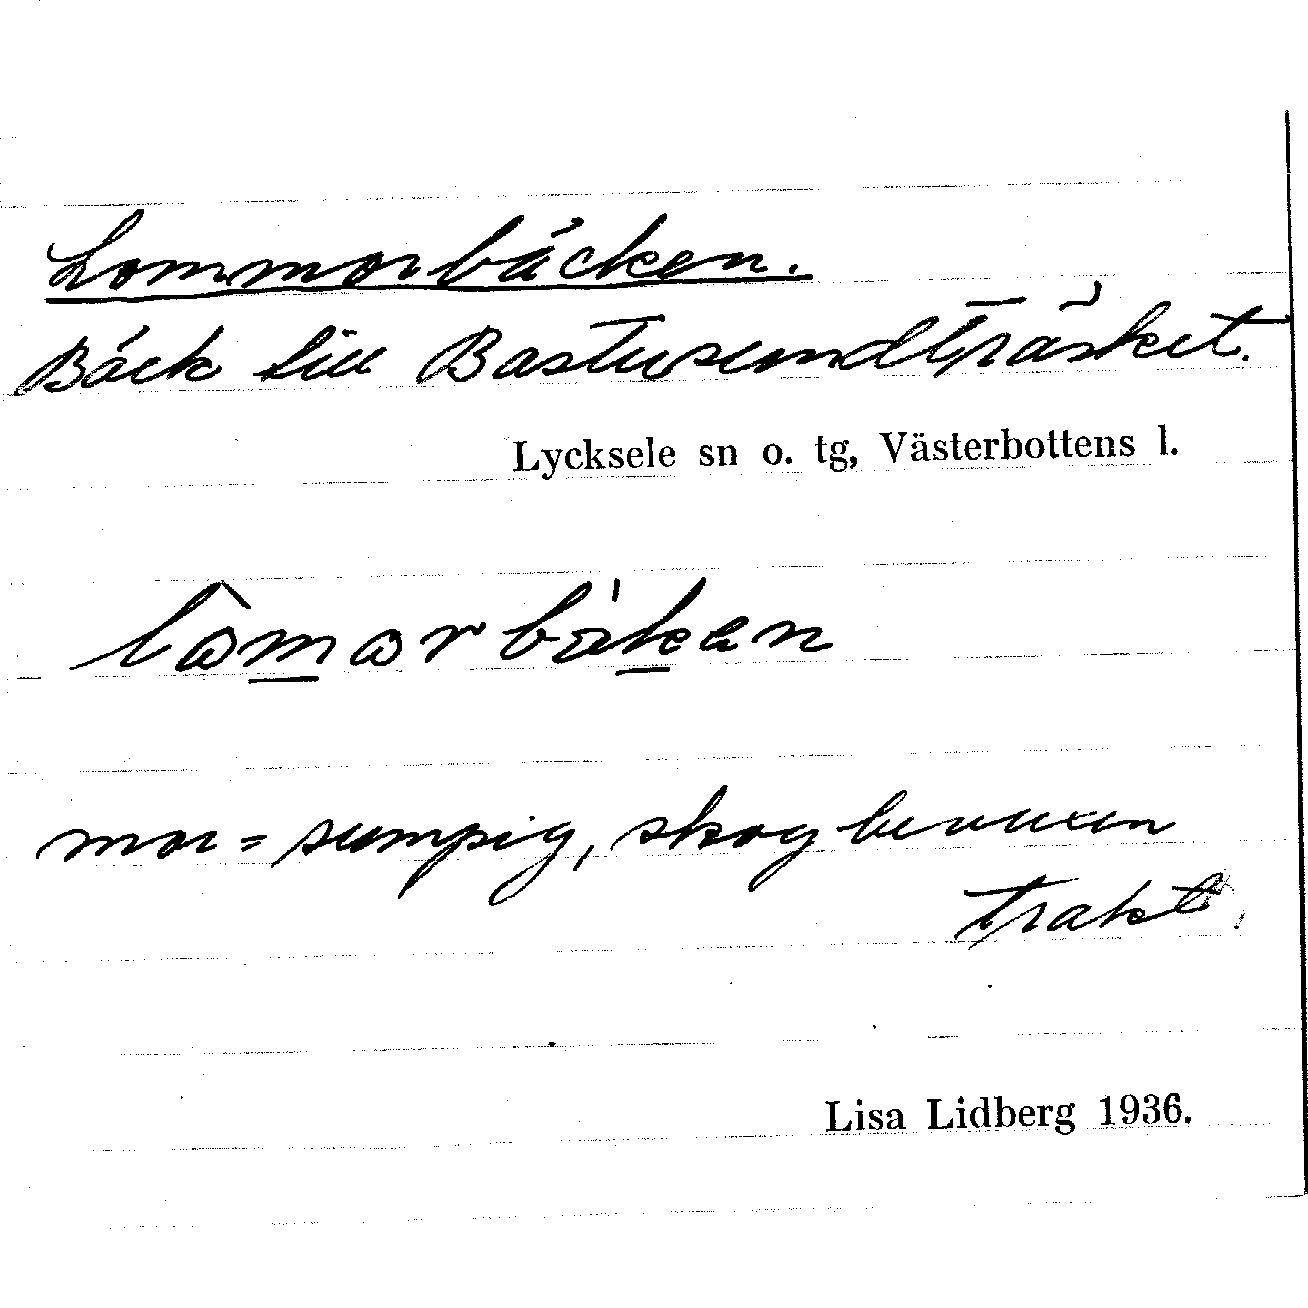 Lommorbäcken.
Bäck till Bastusundträsket.
Lycksele sn o. tg, Västerbottens l.
lômorbäken
mor = sumpig, skogbevuxen
trakt.
Lisa Lidberg 1936.